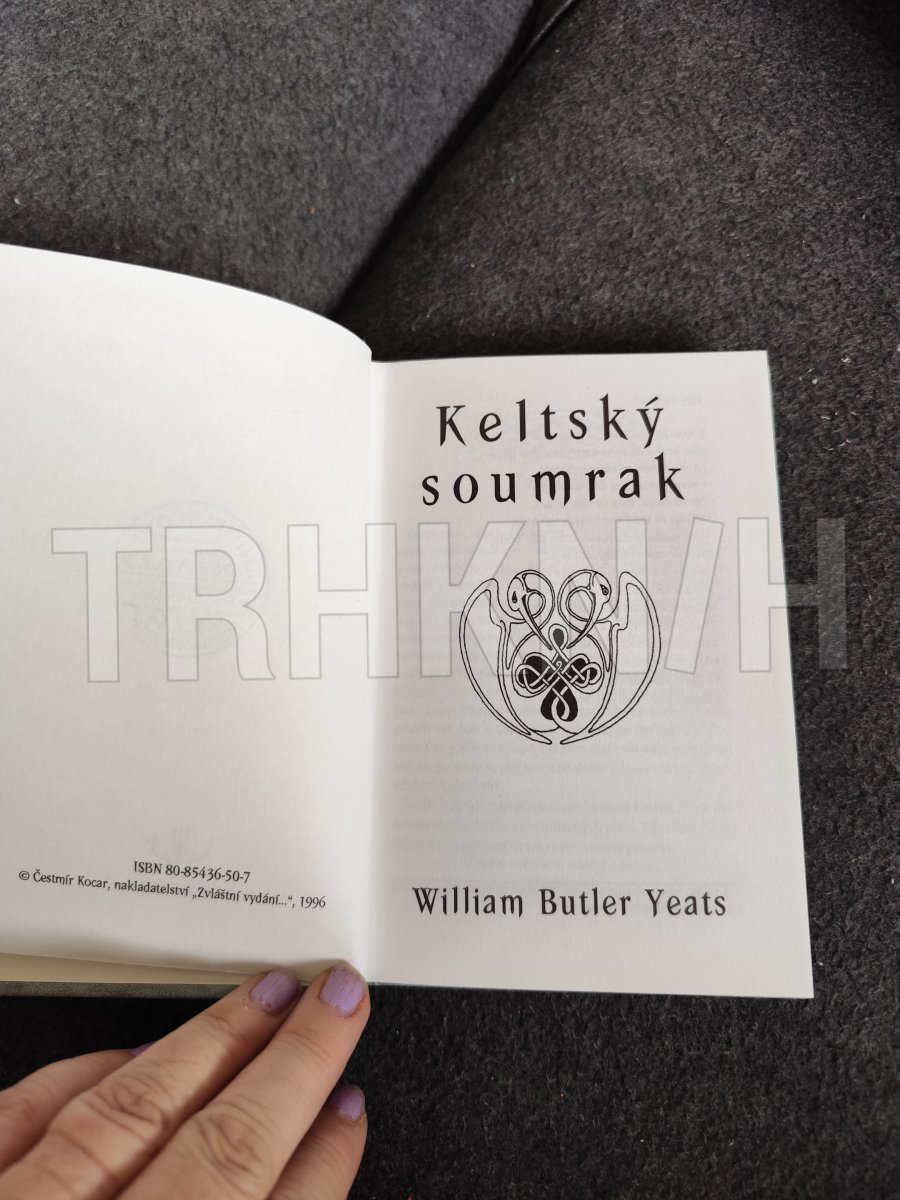 ISBN 80-85436-50-7
© Čestmír Kocar, nakladatelství „Zvláštní vydání...“, 1996
Keltský
soumrak
William Butler Yeats
TRHKNIH